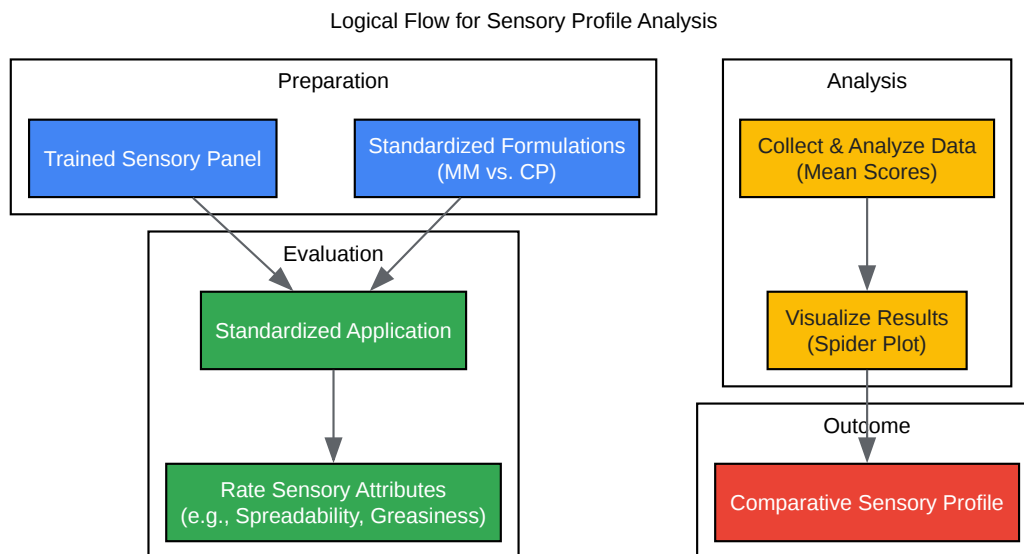 Logical Flow for Sensory Profile Analysis
Preparation
Trained Sensory Panel
Standardized Formulations
(MM vs. CP)
Evaluation
Standardized Application
Rate Sensory Attributes
(e.g., Spreadability, Greasiness)
Analysis
Collect & Analyze Data
(Mean Scores)
Visualize Results
(Spider Plot)
Outcome
Comparative Sensory Profile